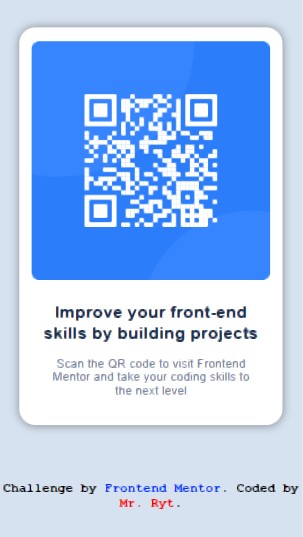 Improve your front-end
skills by building projects
Scan the QR code to visit Frontend
Mentor and take your coding skills to
the next level
Challenge by Frontend Mentor. Coded by
Mr. Ryt.